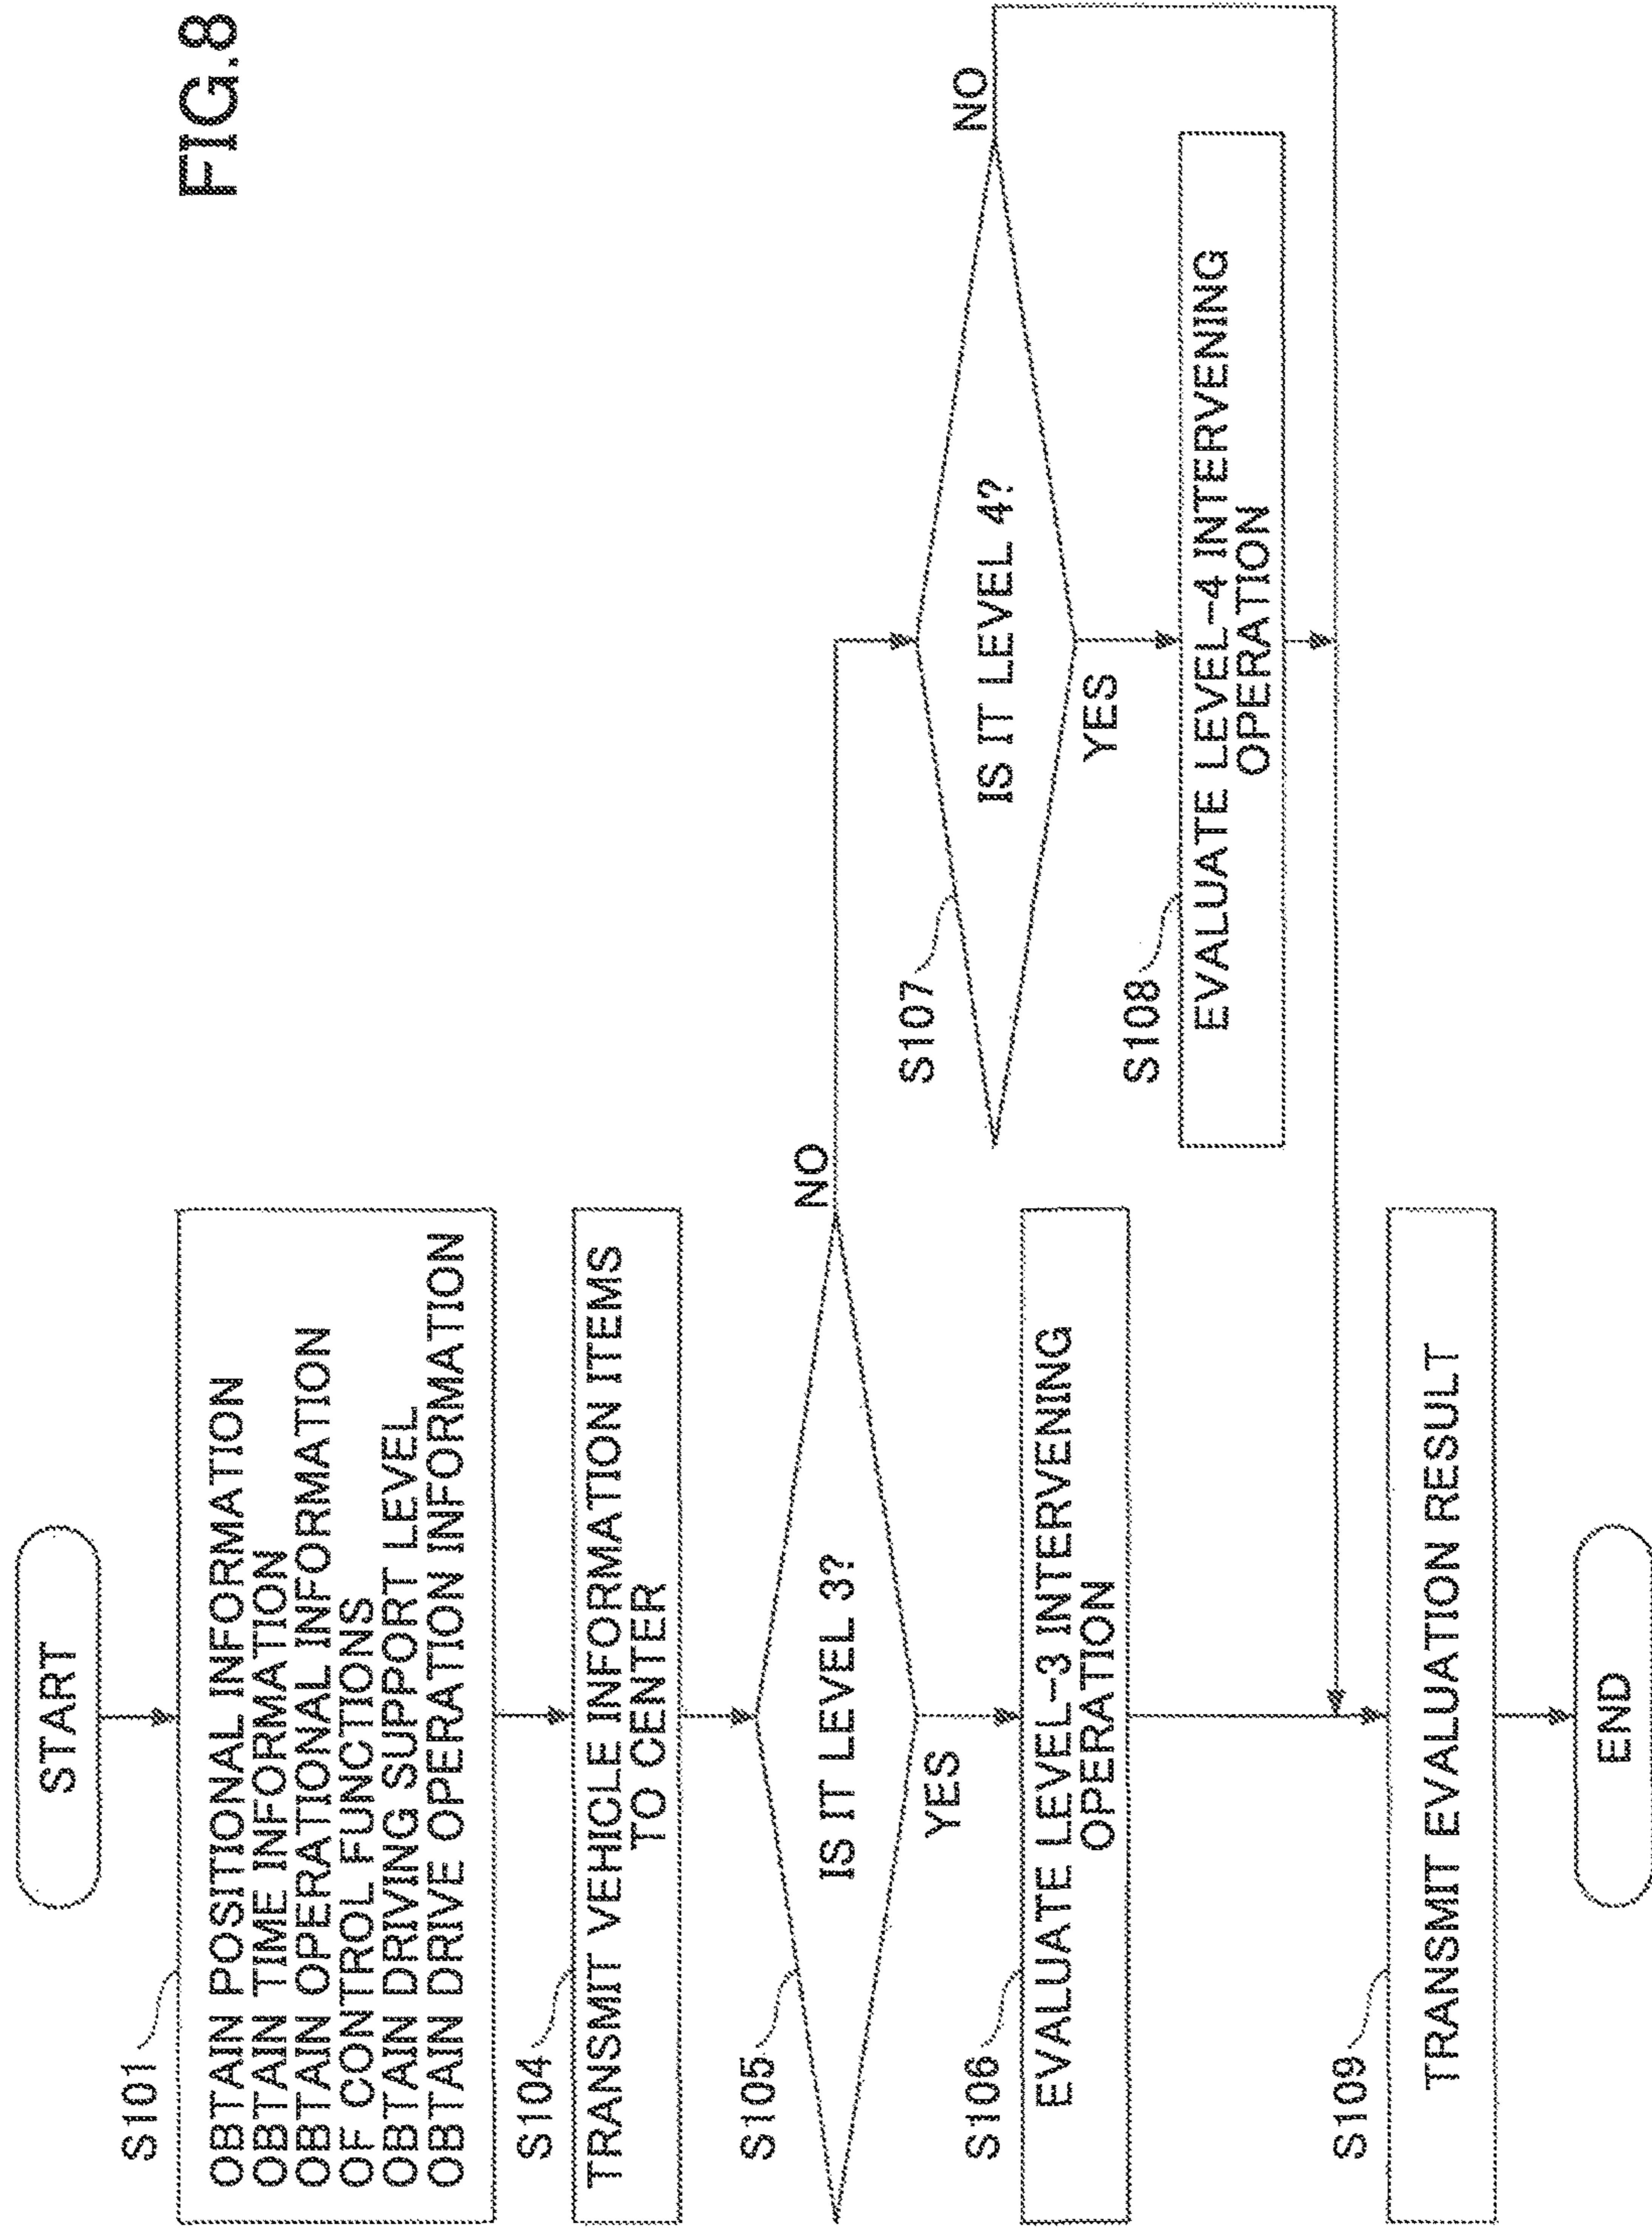 FIG.8
START
S101
OBTAIN POSITIONAL INFORMATION
OBTAIN TIME INFORMATION
OBTAIN OPERATIONAL INFORMATION
OF CONTROL FUNCTIONS
OBTAIN DRIVING SUPPORT LEVEL
OBTAIN DRIVE OPERATION INFORMATION
S104
TRANSMIT VEHICLE INFORMATION ITEMS
TO CENTER
S105
IS IT LEVEL 3?
NO
YES
S106
EVALUATE LEVEL-3 INTERVENING
OPERATION
S107
IS IT LEVEL 4?
NO
YES
S108
EVALUATE LEVEL-4 INTERVENING
OPERATION
S109
TRANSMIT EVALUATION RESULT
END